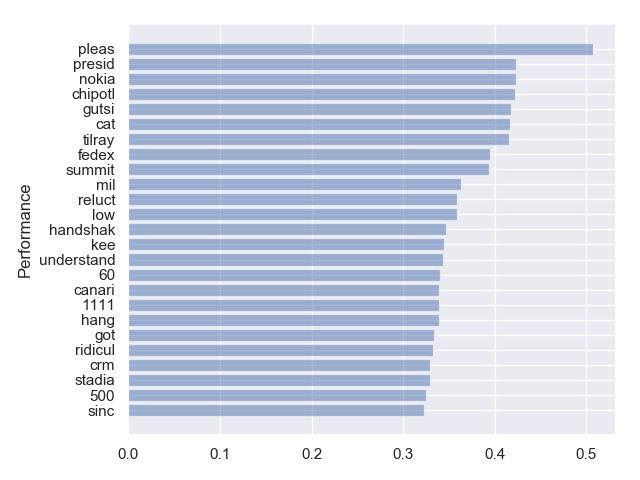 pleas
presid
nokia
chipotl
gutsi
cat
tilray
fedex
summit
mil
reluct
low
handshak
kee
understand
60
canari
1111
hang
got
ridicul
crm
stadia
500
sinc
Performance
0.0 0.1 0.2 0.3 0.4 0.5